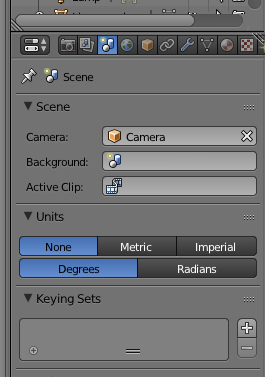 Scene
Scene
Camera: Camera
Background:
Active Clip:
Units
None Metric Imperial
Degrees Radians
Keying Sets